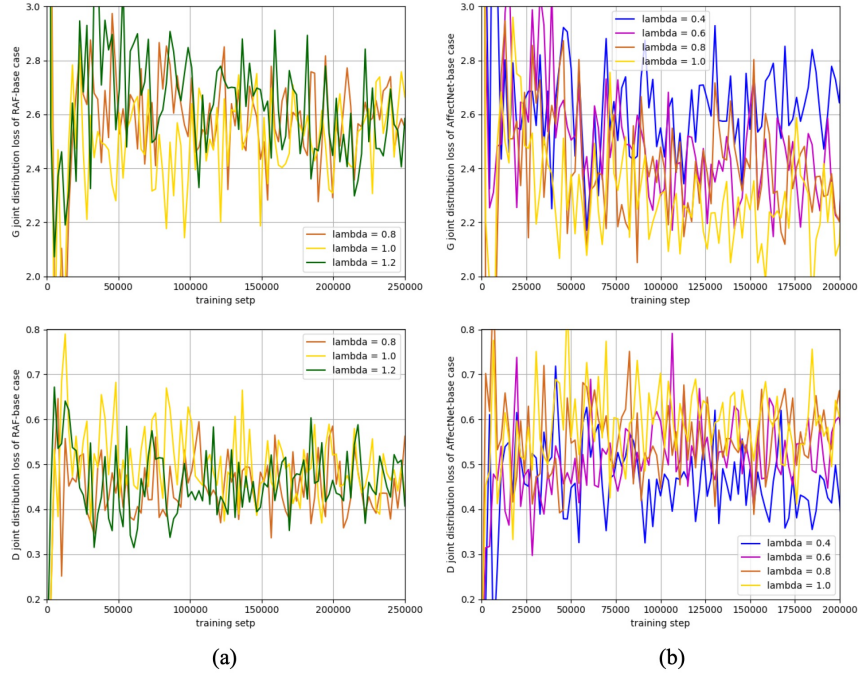 G joint distribution loss of RAF-base case
3.0
2.8
2.6
2.4
2.2
2.0
0
50000
100000
150000
200000
250000
training setp
lambda = 0.8
lambda = 1.0
lambda = 1.2
G joint distribution loss of AffectNet-base case
3.0
2.8
2.6
2.4
2.2
2.0
0
25000
50000
75000
100000
125000
150000
175000
200000
training step
lambda = 0.4
lambda = 0.6
lambda = 0.8
lambda = 1.0
D joint distribution loss of RAF-base case
0.8
0.7
0.6
0.5
0.4
0.3
0.2
0
50000
100000
150000
200000
250000
training setp
lambda = 0.8
lambda = 1.0
lambda = 1.2
D joint distribution loss of AffectNet-base case
0.8
0.7
0.6
0.5
0.4
0.3
0.2
0
25000
50000
75000
100000
125000
150000
175000
200000
training step
lambda = 0.4
lambda = 0.6
lambda = 0.8
lambda = 1.0
(a)
(b)